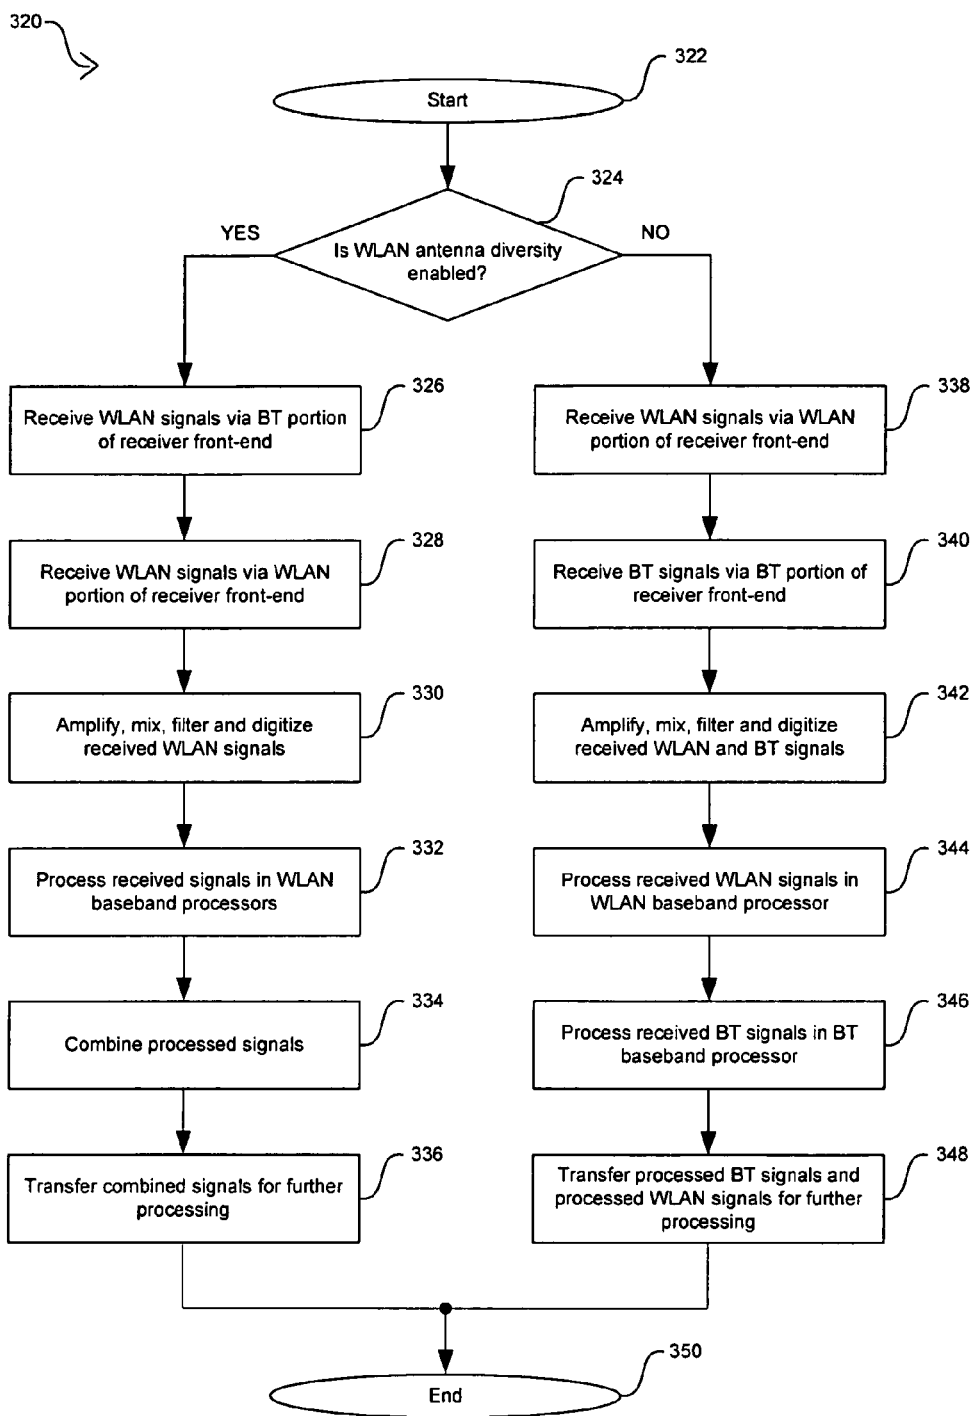 320
322
Start
324
YES
NO
Is WLAN antenna diversity
enabled?
326
Receive WLAN signals via BT portion
of receiver front-end
328
Receive WLAN signals via WLAN
portion of receiver front-end
330
Amplify, mix, filter and digitize
received WLAN signals
332
Process received signals in WLAN
baseband processors
334
Combine processed signals
336
Transfer combined signals for further
processing
338
Receive WLAN signals via WLAN
portion of receiver front-end
340
Receive BT signals via BT portion of
receiver front-end
342
Amplify, mix, filter and digitize
received WLAN and BT signals
344
Process received WLAN signals in
WLAN baseband processor
346
Process received BT signals in BT
baseband processor
348
Transfer processed BT signals and
processed WLAN signals for further
processing
350
End